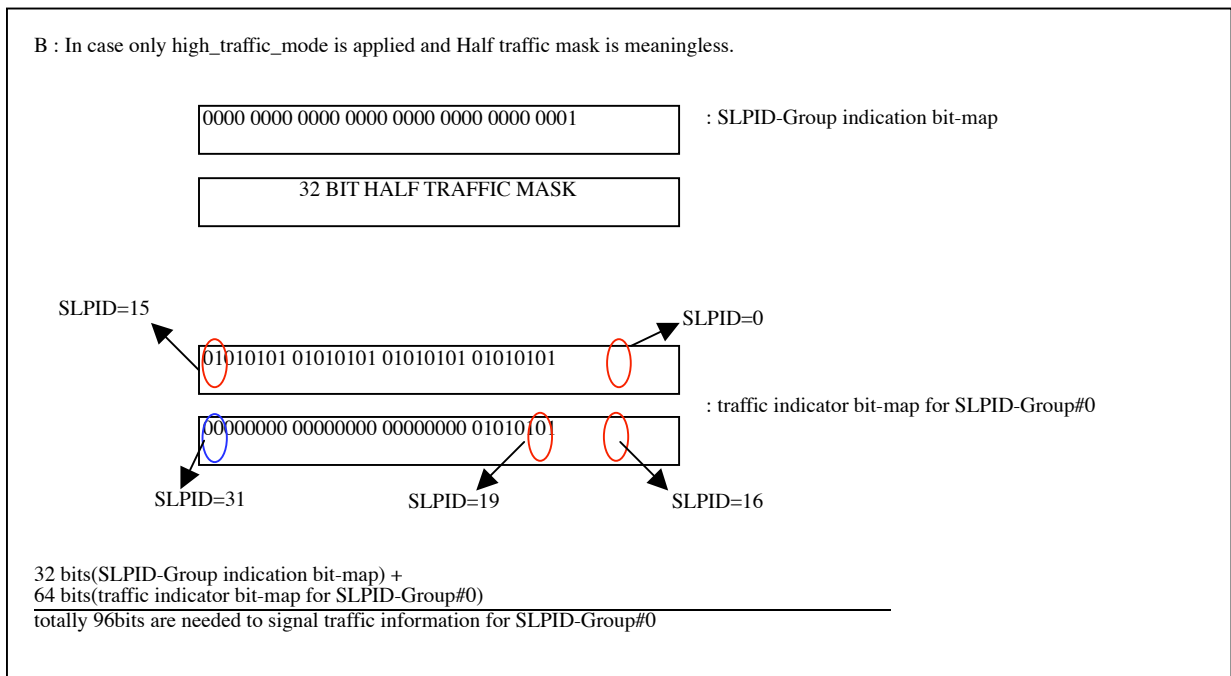 B : In case only high_traffic_mode is applied and Half traffic mask is meaningless.
0000 0000 0000 0000 0000 0000 0000 0001
: SLPID-Group indication bit-map
32 BIT HALF TRAFFIC MASK
SLPID=15
SLPID=0
01010101 01010101 01010101 01010101
: traffic indicator bit-map for SLPID-Group#0
00000000 00000000 00000000 01010101
SLPID=31
SLPID=19
SLPID=16
32 bits(SLPID-Group indication bit-map) +
64 bits(traffic indicator bit-map for SLPID-Group#0)
totally 96bits are needed to signal traffic information for SLPID-Group#0